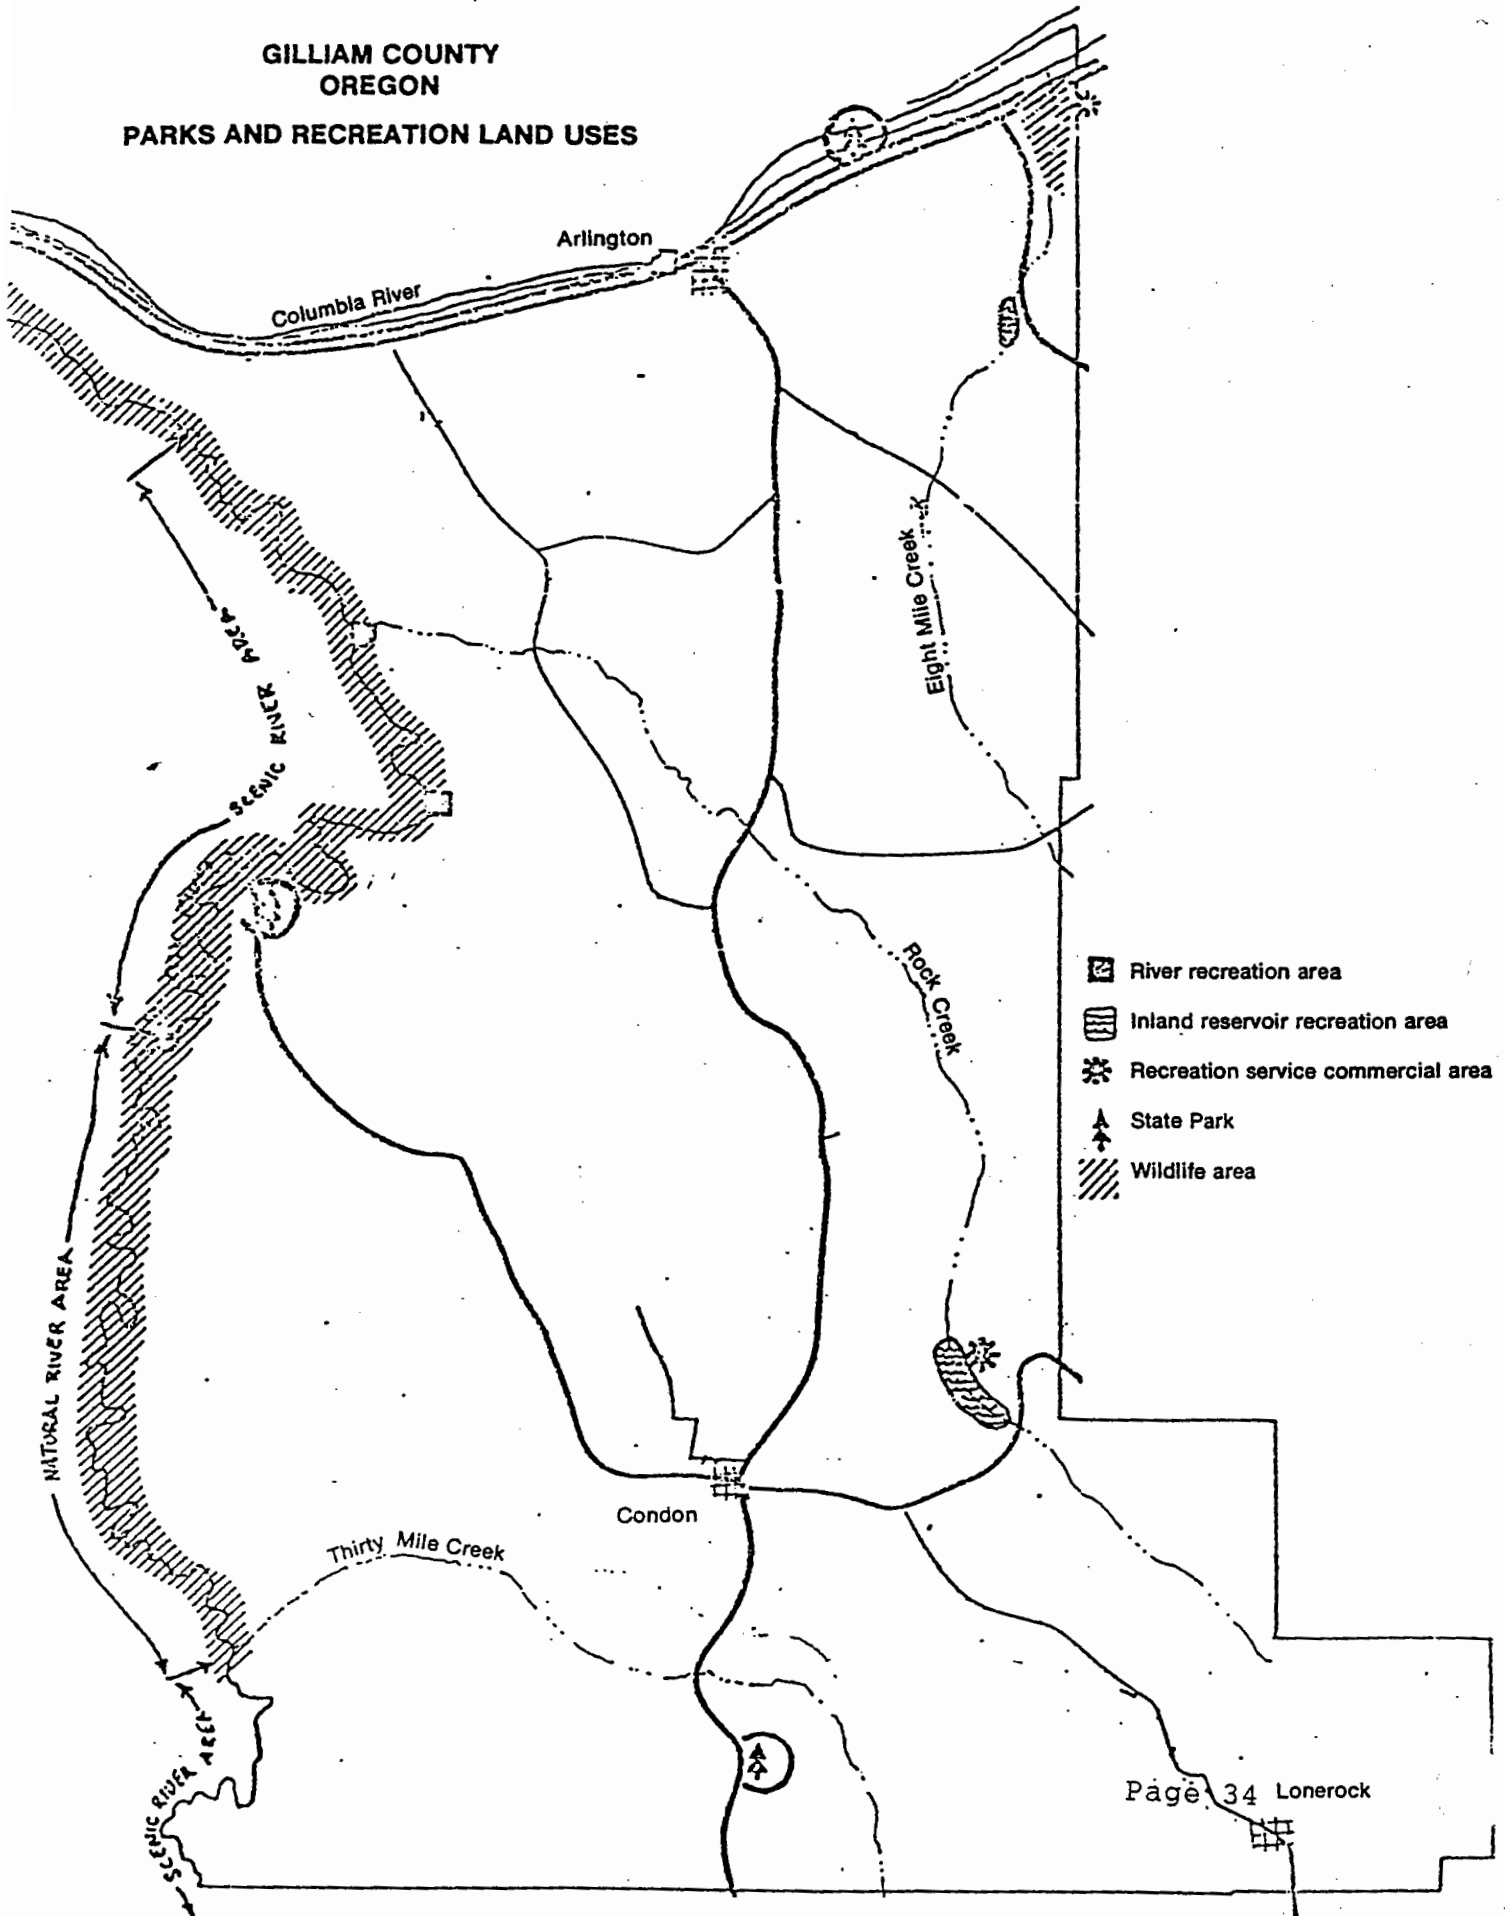 GILLIAM COUNTY
OREGON
PARKS AND RECREATION LAND USES
Arlington
Columbia River
SCENIC RIVER AREA
Eight Mile Creek
Rock Creek
River recreation area
Inland reservoir recreation area
Recreation service commercial area
State Park
Wildlife area
NATURAL RIVER AREA
Condon
Thirty Mile Creek
SCENIC RIVER AREA
Page 34
Lonerock